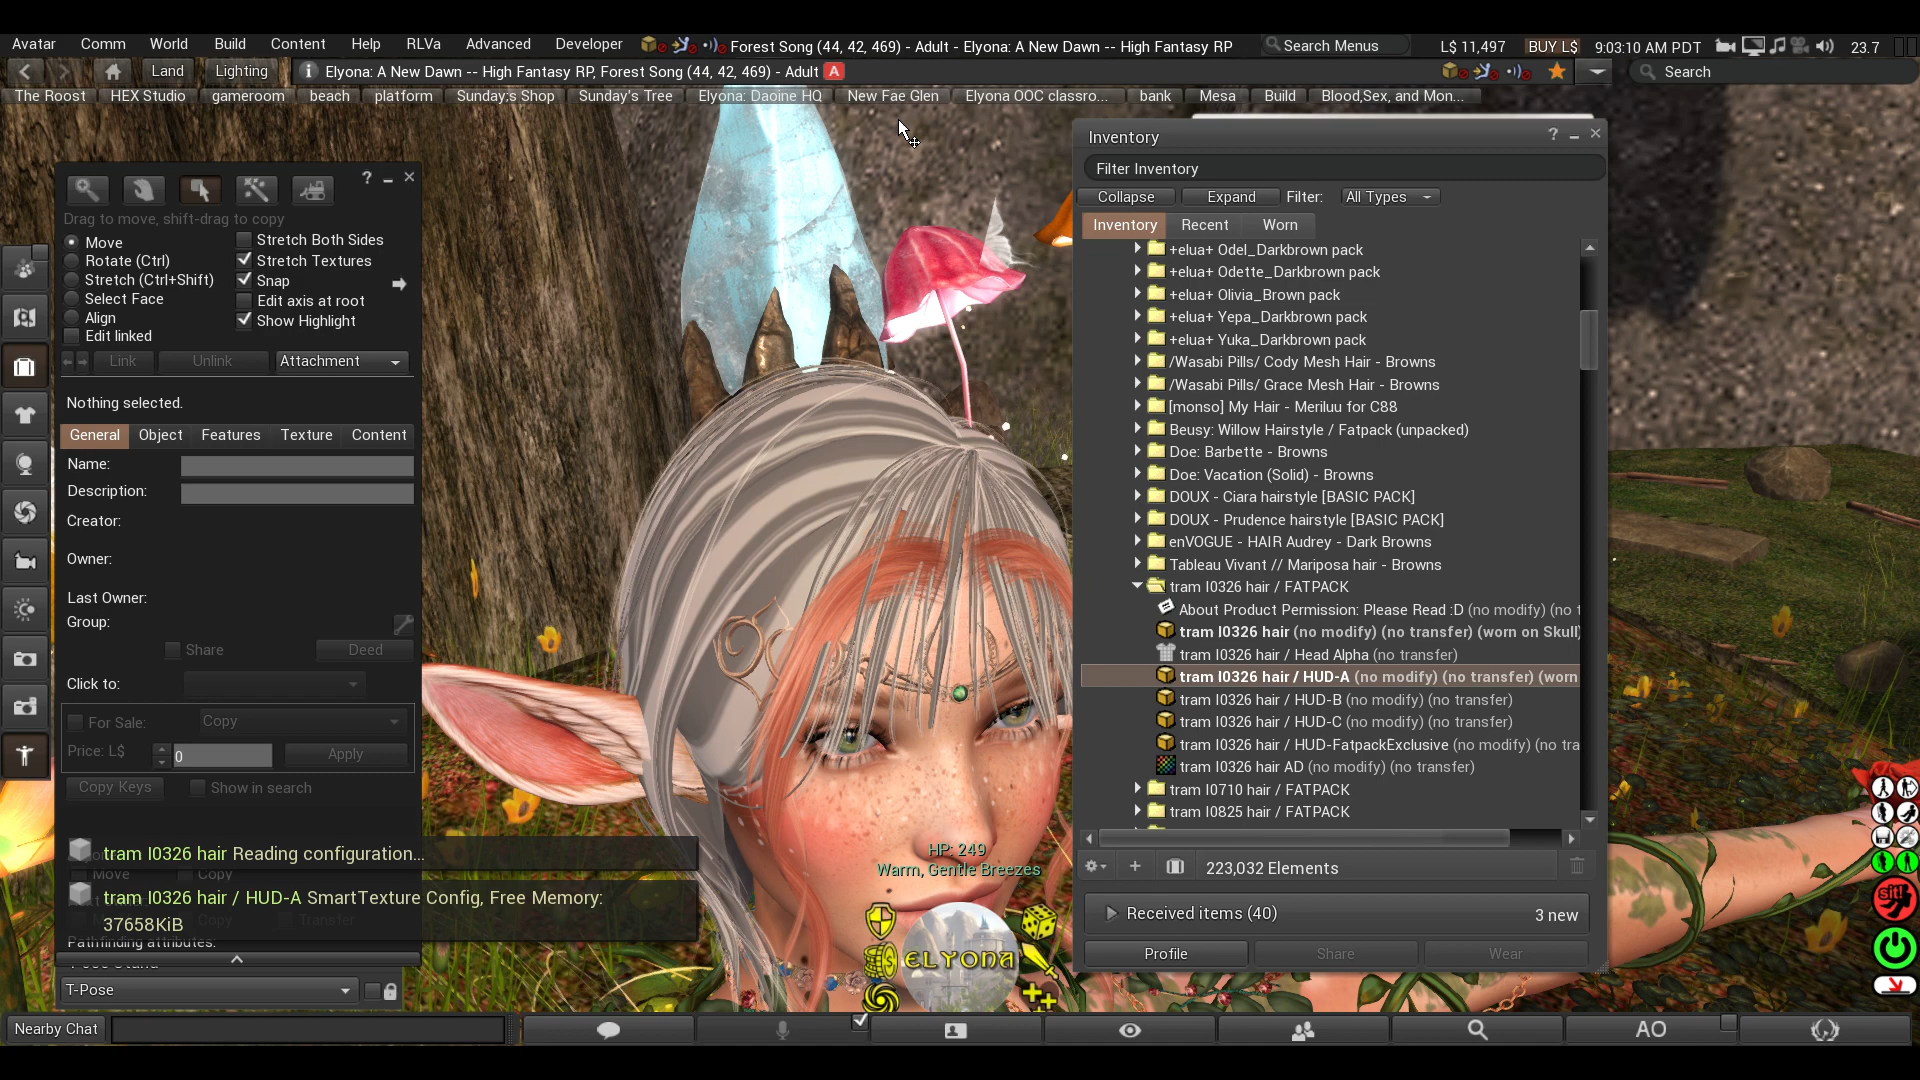 Avatar Comm World Build Content Help RLVa Advanced Developer Forest Song (44, 42, 469) - Adult - Elyona: A New Dawn -- High Fantasy RP Search Menus L$ 11,497 BUY L$ 9:03:10 AM PDT 23.7
Land Lighting Elyona: A New Dawn -- High Fantasy RP, Forest Song (44, 42, 469) - Adult A Search
The Roost HEX Studio gameroom beach platform Sunday;s Shop Sunday's Tree Elyona: Daoine HQ New Fae Glen Elyona OOC classro... bank Mesa Build Blood,Sex, and Mon...
Drag to move, shift-drag to copy
Move
Rotate (Ctrl)
Stretch (Ctrl+Shift)
Select Face
Align
Edit linked
Stretch Both Sides
Stretch Textures
Snap
Edit axis at root
Show Highlight
Link Unlink Attachment
Nothing selected.
General Object Features Texture Content
Name:
Description:
Creator:
Owner:
Last Owner:
Group:
Share Deed
Click to:
For Sale: Copy
Price: L$ 0 Apply
Copy Keys Show in search
tram I0326 hair Reading configuration...
Move Copy
tram I0326 hair / HUD-A SmartTexture Config, Free Memory:
37658KiB
Copy Transfer
Pathfinding attributes:
T-Pose
HP: 249
Warm, Gentle Breezes
ELYONA
Inventory
Filter Inventory
Collapse Expand Filter: All Types
Inventory Recent Worn
+elua+ Odel_Darkbrown pack
+elua+ Odette_Darkbrown pack
+elua+ Olivia_Brown pack
+elua+ Yepa_Darkbrown pack
+elua+ Yuka_Darkbrown pack
/Wasabi Pills/ Cody Mesh Hair - Browns
/Wasabi Pills/ Grace Mesh Hair - Browns
[monso] My Hair - Meriluu for C88
Beusy: Willow Hairstyle / Fatpack (unpacked)
Doe: Barbette - Browns
Doe: Vacation (Solid) - Browns
DOUX - Ciara hairstyle [BASIC PACK]
DOUX - Prudence hairstyle [BASIC PACK]
enVOGUE - HAIR Audrey - Dark Browns
Tableau Vivant // Mariposa hair - Browns
tram I0326 hair / FATPACK
About Product Permission: Please Read :D (no modify) (no t
tram I0326 hair (no modify) (no transfer) (worn on Skull)
tram I0326 hair / Head Alpha (no transfer)
tram I0326 hair / HUD-A (no modify) (no transfer) (worn
tram I0326 hair / HUD-B (no modify) (no transfer)
tram I0326 hair / HUD-C (no modify) (no transfer)
tram I0326 hair / HUD-FatpackExclusive (no modify) (no tra
tram I0326 hair AD (no modify) (no transfer)
tram I0710 hair / FATPACK
tram I0825 hair / FATPACK
223,032 Elements
Received items (40) 3 new
Profile Share Wear
sit!
Nearby Chat AO